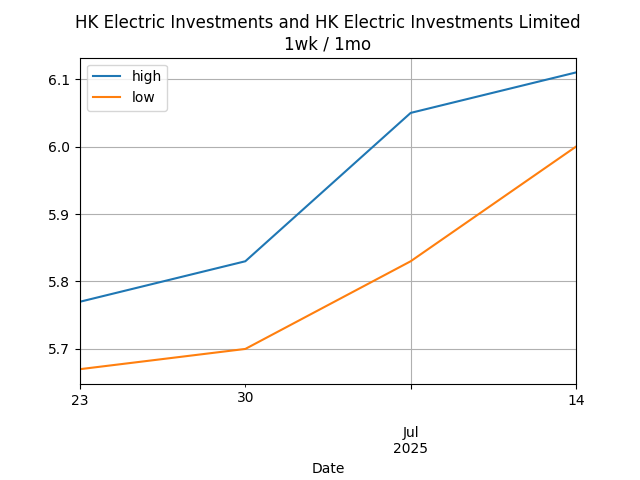 HK Electric Investments and HK Electric Investments Limited
1wk / 1mo
high
low
6.1
6.0
5.9
5.8
5.7
23
30
14
Jul
2025
Date